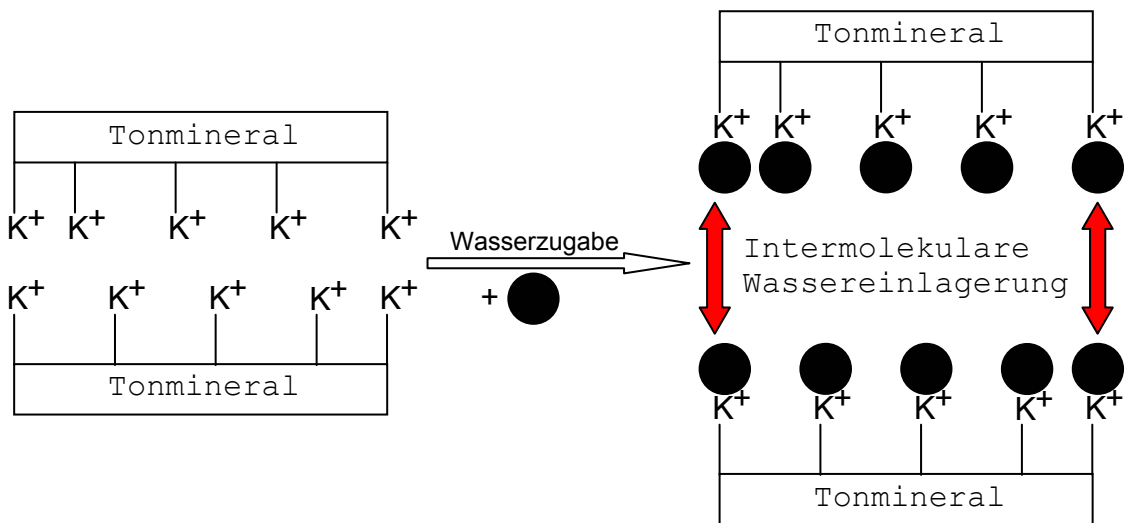 Tonmineral
K+ K+ K+ K+ K+
K+ K+ K+ K+ K+
Tonmineral
Wasserzugabe
+
Tonmineral
K+ K+ K+ K+ K+
Intermolekulare
Wassereinlagerung
K+ K+ K+ K+ K+
Tonmineral